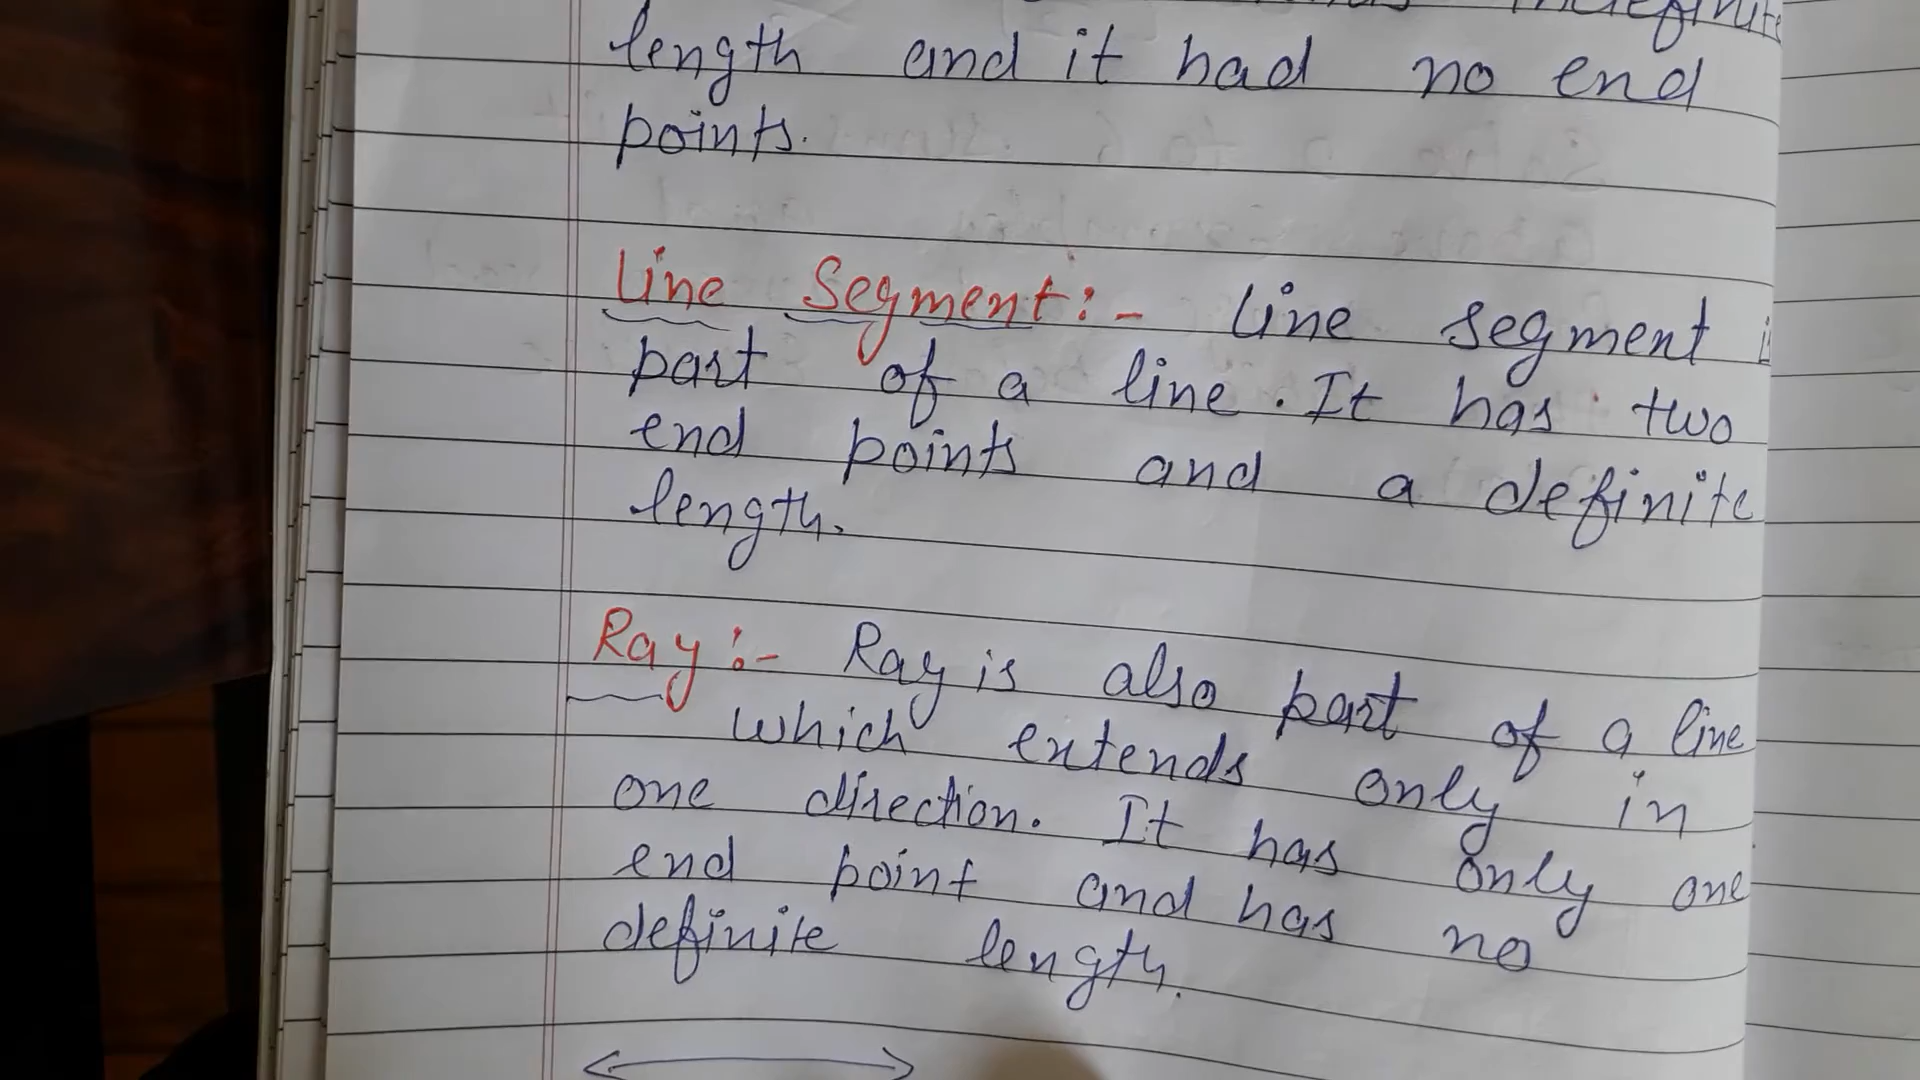 indefinite
length and it had no end
points.
Line Segment:- Line segment i
part of a line. It has two
end points and a definite
length.
Ray:- Ray is also part of a line
which extends only in
one direction. It has only one
end point and has no
definite length.